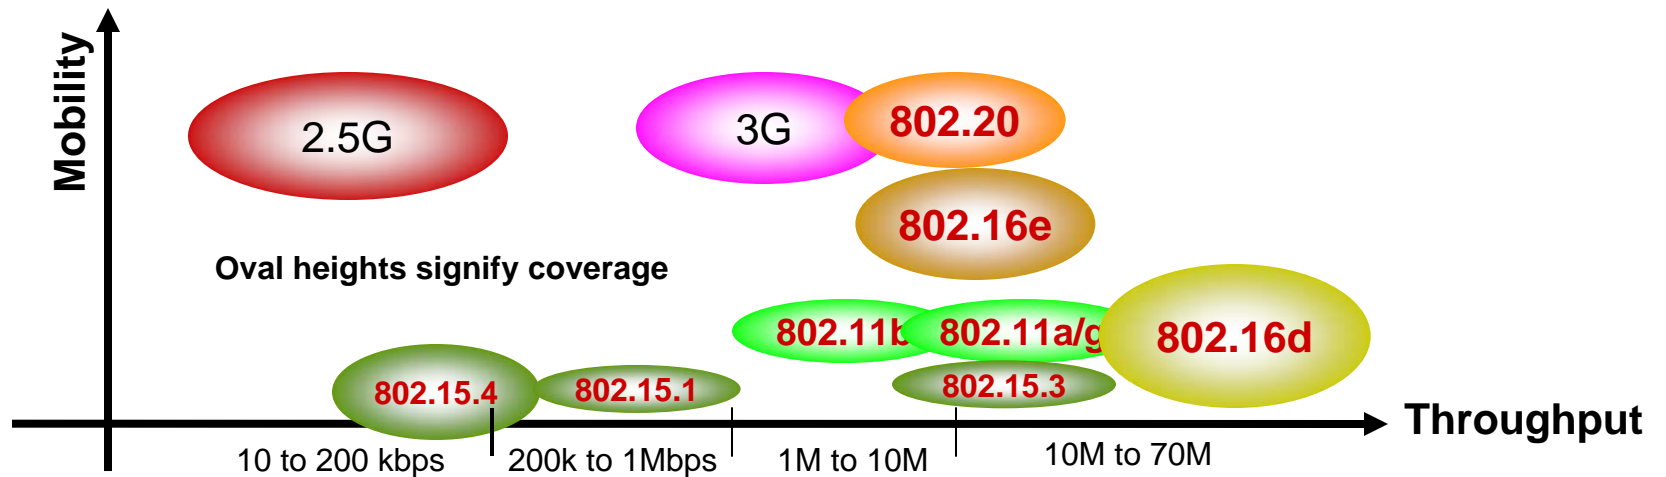 Mobility
2.5G
3G
802.20
802.16e
Oval heights signify coverage
802.11b
802.11a/g
802.16d
802.15.4
802.15.1
802.15.3
Throughput
10 to 200 kbps
200k to 1Mbps
1M to 10M
10M to 70M